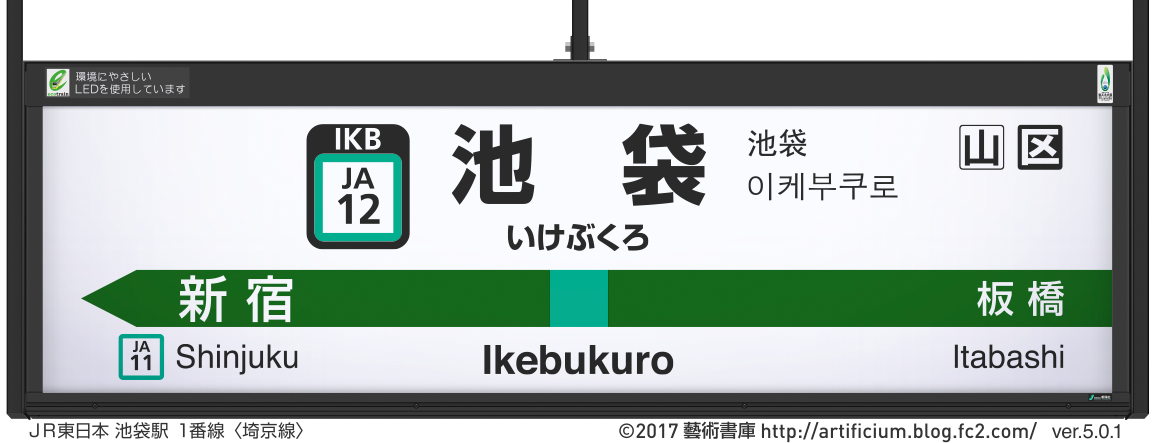 環境にやさしい
LEDを使用しています
IKB
JA
12
池袋
池袋
이케부쿠로
山 区
いけぶくろ
新宿
板橋
JA
11
Shinjuku
Ikebukuro
Itabashi
JR東日本 池袋駅 1番線〈埼京線〉
©2017 藝術書庫 http://artificium.blog.fc2.com/ ver.5.0.1